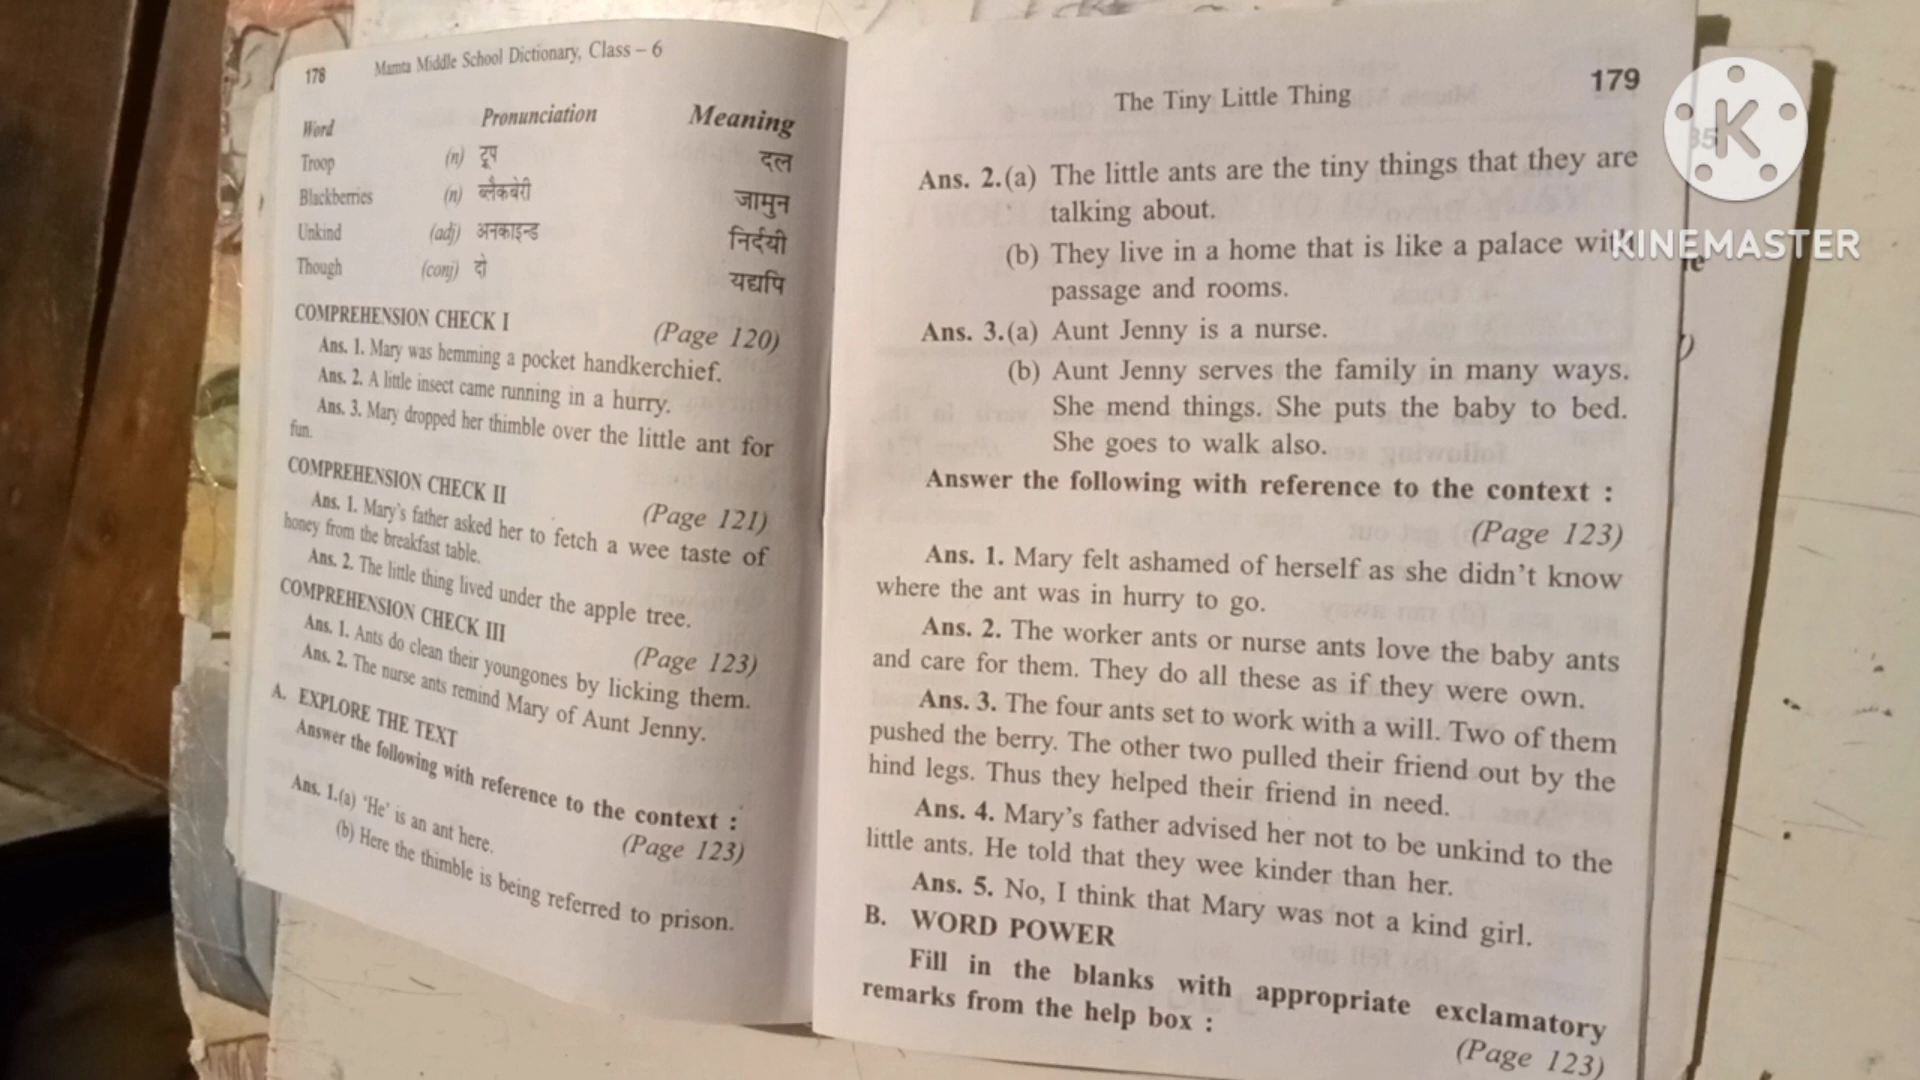 178 Mamta Middle School Dictionary, Class – 6
Word Pronunciation Meaning
Troop (n) ट्रूप दल
Blackberries (n) ब्लैकबेरी जामुन
Unkind (adj) अनकाइन्ड निर्दयी
Though (conj) दो यद्यपि
COMPREHENSION CHECK I (Page 120)
Ans. 1. Mary was hemming a pocket handkerchief.
Ans. 2. A little insect came running in a hurry.
Ans. 3. Mary dropped her thimble over the little ant for
fun.
COMPREHENSION CHECK II (Page 121)
Ans. 1. Mary's father asked her to fetch a wee taste of
honey from the breakfast table.
Ans. 2. The little thing lived under the apple tree.
COMPREHENSION CHECK III (Page 123)
Ans. 1. Ants do clean their youngones by licking them.
Ans. 2. The nurse ants remind Mary of Aunt Jenny.
A. EXPLORE THE TEXT
Answer the following with reference to the context :
(Page 123)
Ans. 1.(a) 'He' is an ant here.
(b) Here the thimble is being referred to prison.
The Tiny Little Thing 179
Ans. 2.(a) The little ants are the tiny things that they are
talking about.
(b) They live in a home that is like a palace with
passage and rooms.
Ans. 3.(a) Aunt Jenny is a nurse.
(b) Aunt Jenny serves the family in many ways.
She mend things. She puts the baby to bed.
She goes to walk also.
Answer the following with reference to the context :
(Page 123)
Ans. 1. Mary felt ashamed of herself as she didn't know
where the ant was in hurry to go.
Ans. 2. The worker ants or nurse ants love the baby ants
and care for them. They do all these as if they were own.
Ans. 3. The four ants set to work with a will. Two of them
pushed the berry. The other two pulled their friend out by the
hind legs. Thus they helped their friend in need.
Ans. 4. Mary's father advised her not to be unkind to the
little ants. He told that they wee kinder than her.
Ans. 5. No, I think that Mary was not a kind girl.
B. WORD POWER
Fill in the blanks with appropriate exclamatory
remarks from the help box :
(Page 123)
K
KINEMASTER